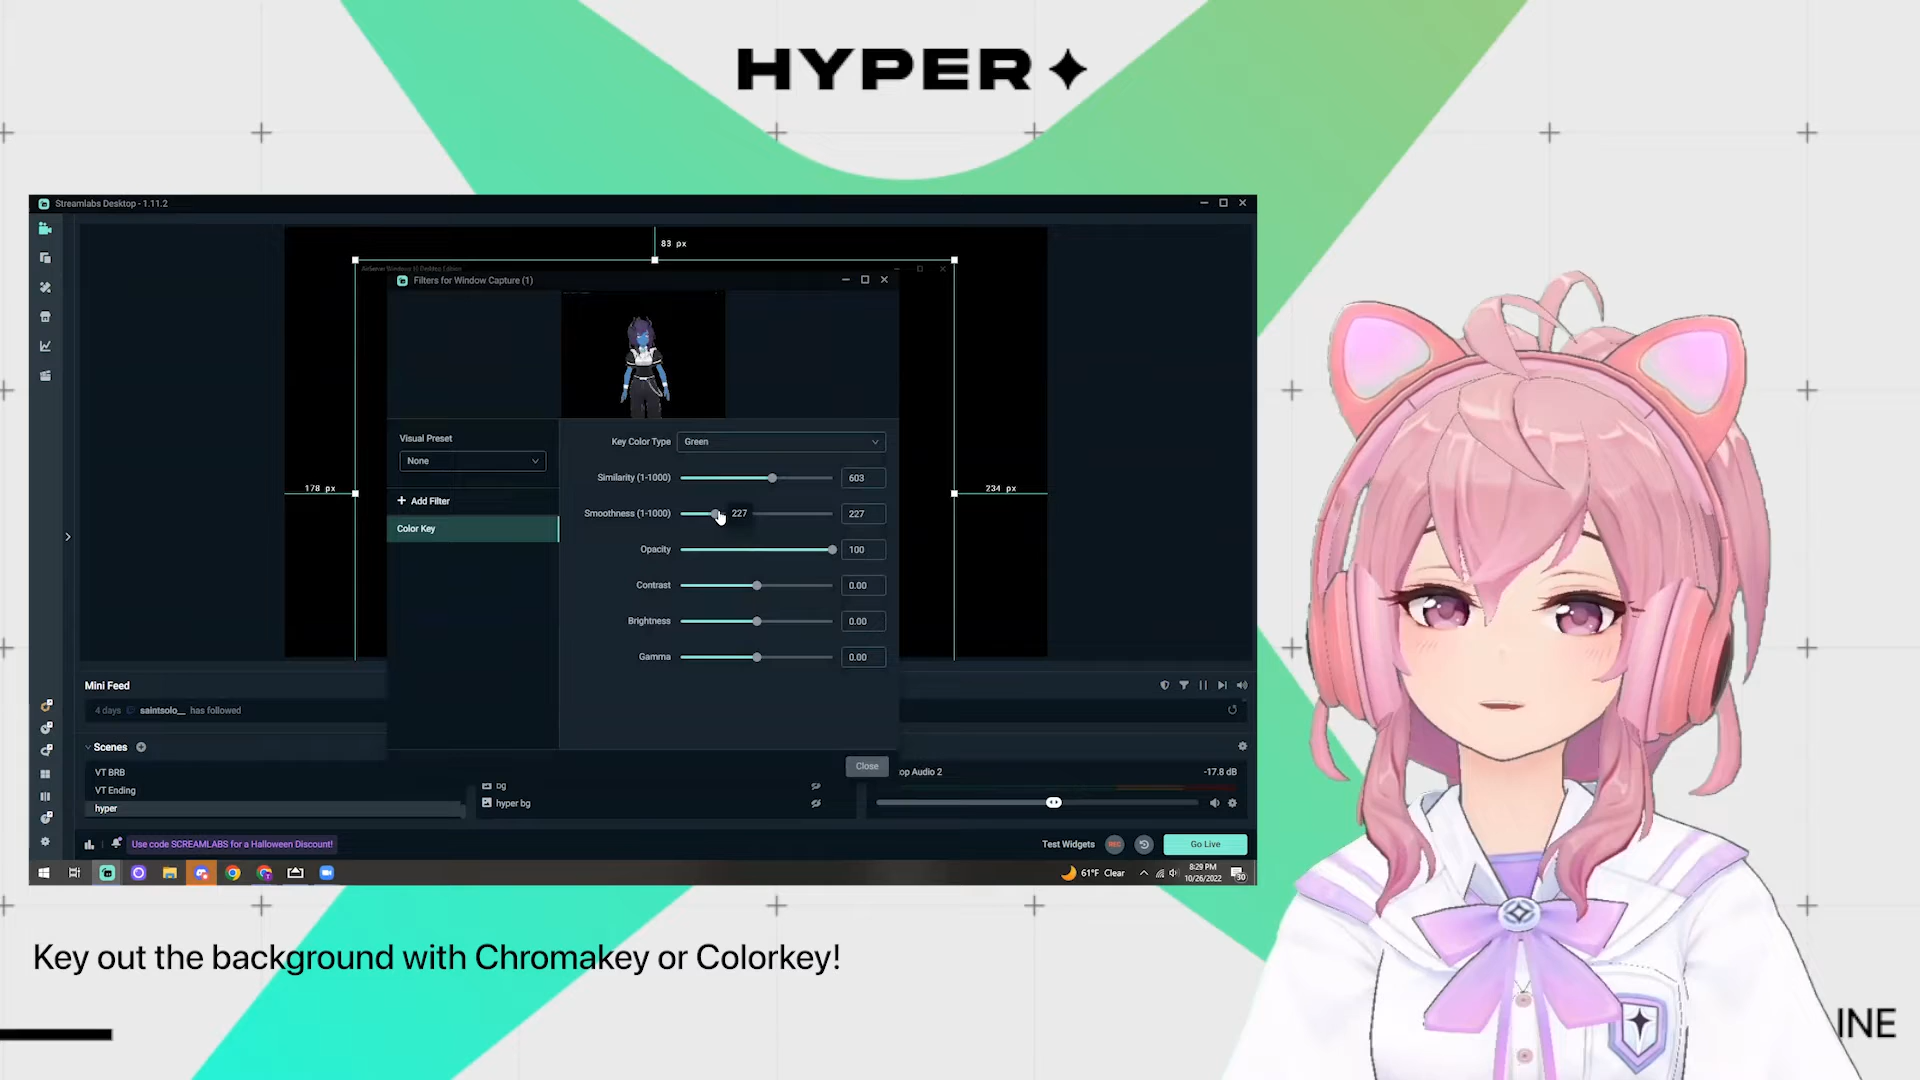 HYPER
Streamlabs Desktop - 1.11.2
83 px
Filters for Window Capture (1)
Visual Preset
None
+ Add Filter
Color Key
Key Color Type
Green
Similarity (1-1000)
603
Smoothness (1-1000)
227
227
Opacity
100
Contrast
0.00
Brightness
0.00
Gamma
0.00
178 px
234 px
Mini Feed
4 days
saintsolo__ has followed
Scenes
VT BRB
VT Ending
hyper
bg
hyper bg
Close
op Audio 2
-17.8 dB
Use code SCREAMLABS for a Halloween Discount!
Test Widgets
REC
Go Live
61°F Clear
8:29 PM
10/26/2022
30
Key out the background with Chromakey or Colorkey!
INE